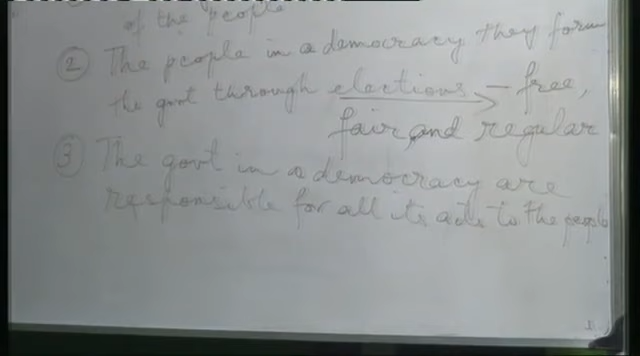 of the people
② The people in a democracy they form
the govt through elections – free,
fair, and regular
③ The govt in a democracy are
responsible for all its acts to the people